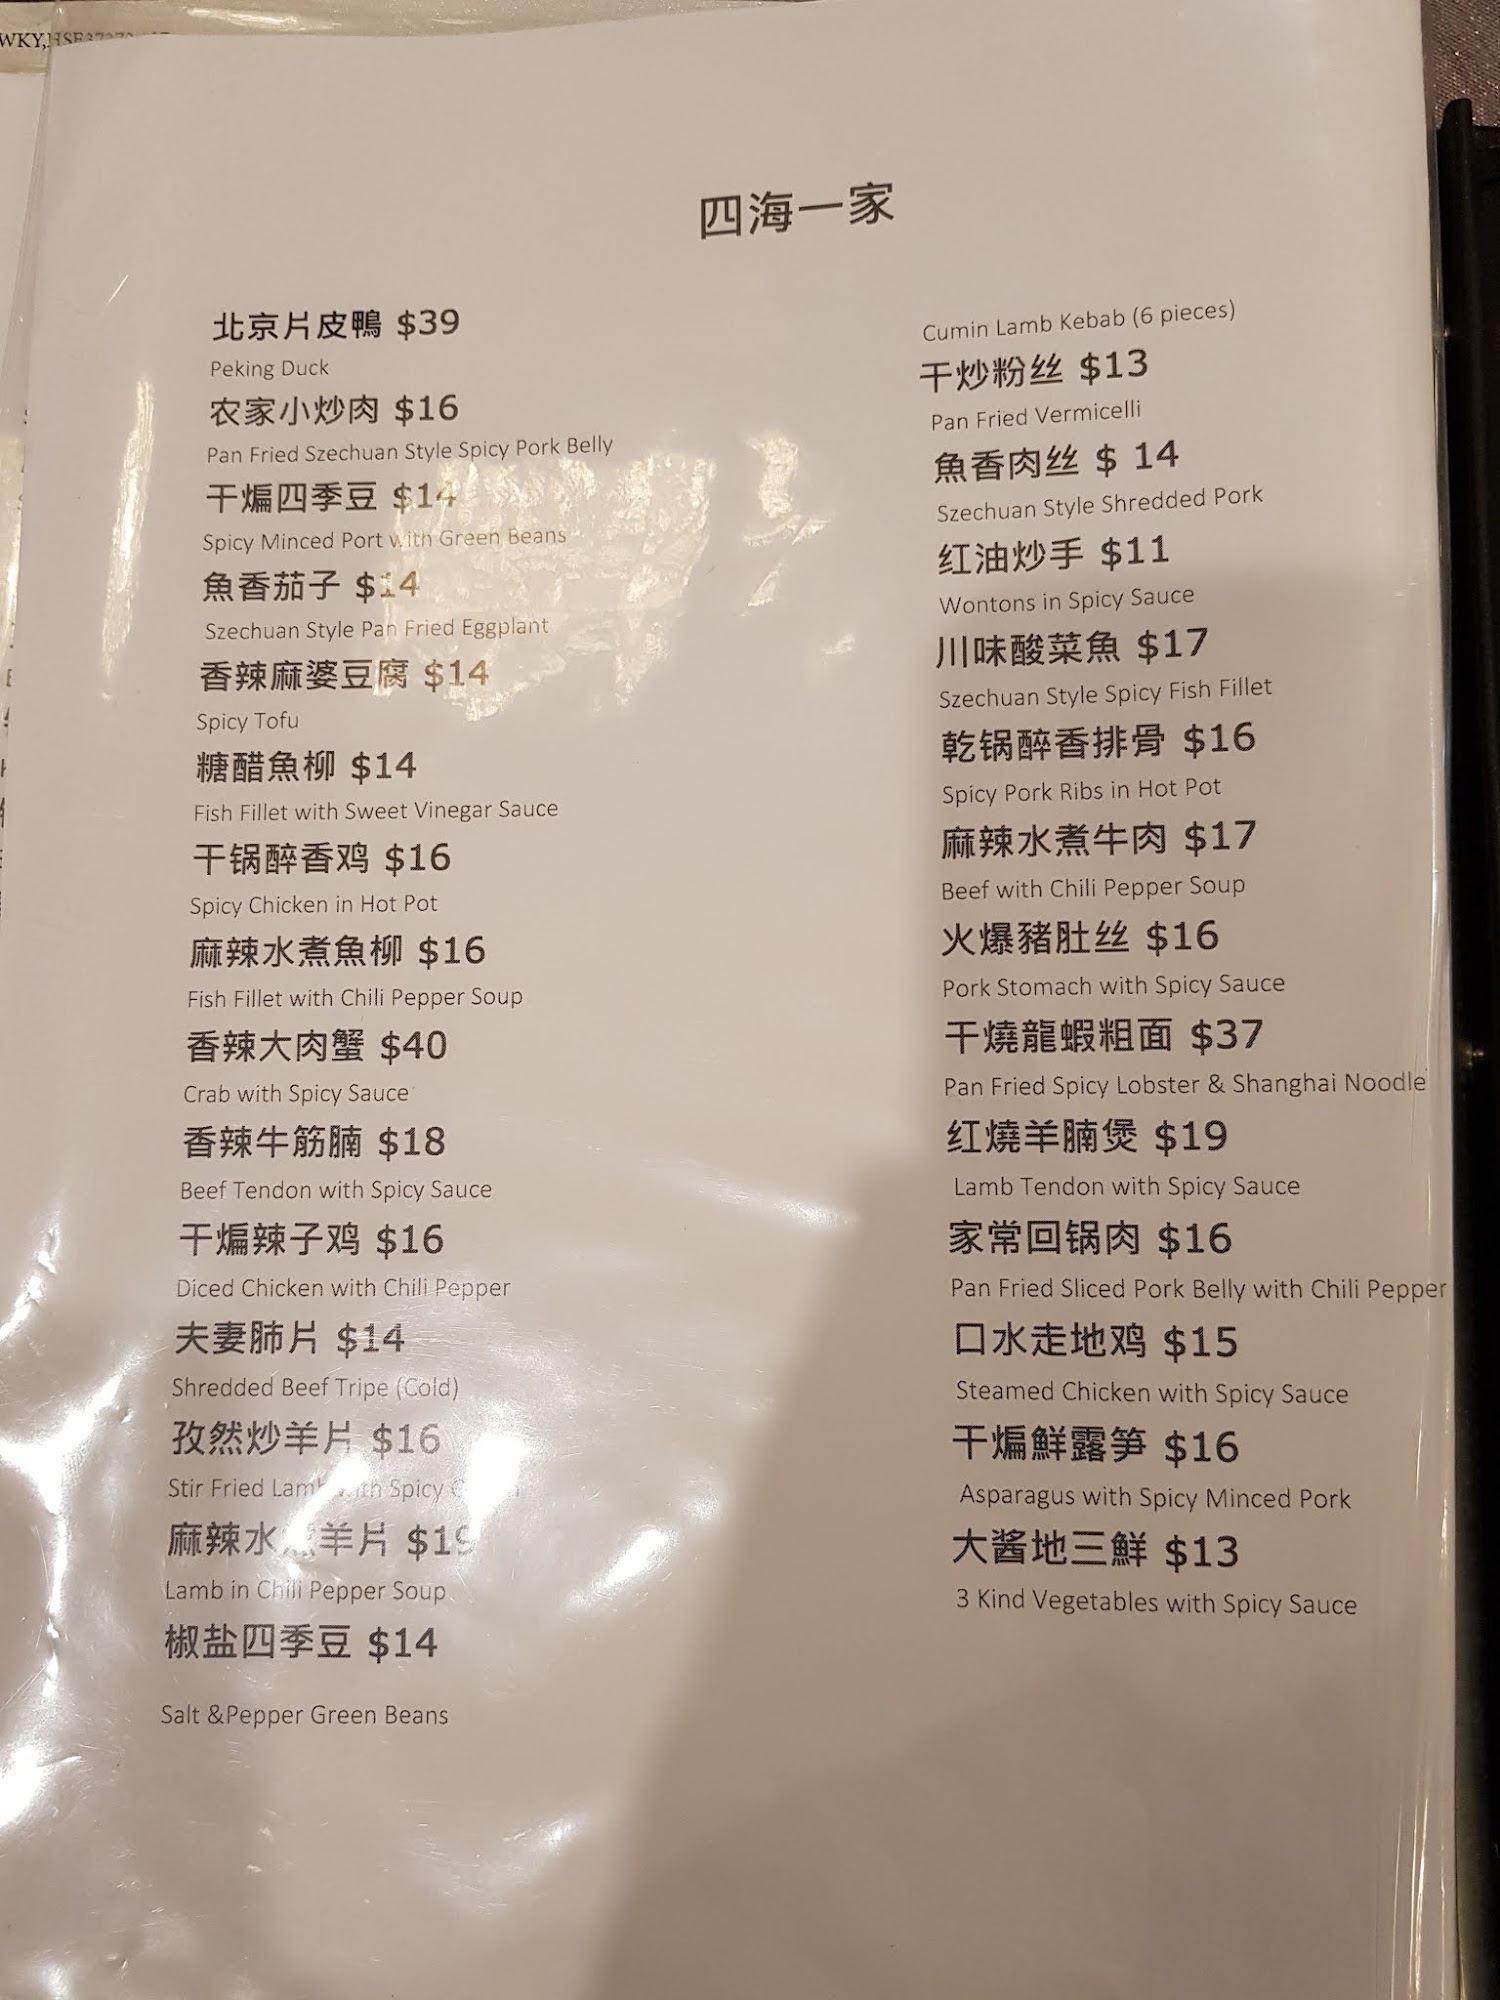 四海一家
北京片皮鴨 $39
Peking Duck
农家小炒肉 $16
Pan Fried Szechuan Style Spicy Pork Belly
干煸四季豆 $14
Spicy Minced Port with Green Beans
魚香茄子 $14
Szechuan Style Pan Fried Eggplant
香辣麻婆豆腐 $14
Spicy Tofu
糖醋魚柳 $14
Fish Fillet with Sweet Vinegar Sauce
干锅醉香鸡 $16
Spicy Chicken in Hot Pot
麻辣水煮魚柳 $16
Fish Fillet with Chili Pepper Soup
香辣大肉蟹 $40
Crab with Spicy Sauce
香辣牛筋腩 $18
Beef Tendon with Spicy Sauce
干煸辣子鸡 $16
Diced Chicken with Chili Pepper
夫妻肺片 $14
Shredded Beef Tripe (Cold)
孜然炒羊片 $16
Stir Fried Lamb with Spicy
麻辣水煮羊片 $19
Lamb in Chili Pepper Soup
椒盐四季豆 $14
Salt &Pepper Green Beans
Cumin Lamb Kebab (6 pieces)
干炒粉丝 $13
Pan Fried Vermicelli
魚香肉丝 $ 14
Szechuan Style Shredded Pork
红油炒手 $11
Wontons in Spicy Sauce
川味酸菜魚 $17
Szechuan Style Spicy Fish Fillet
乾锅醉香排骨 $16
Spicy Pork Ribs in Hot Pot
麻辣水煮牛肉 $17
Beef with Chili Pepper Soup
火爆豬肚丝 $16
Pork Stomach with Spicy Sauce
干燒龍蝦粗面 $37
Pan Fried Spicy Lobster & Shanghai Noodle
红燒羊腩煲 $19
Lamb Tendon with Spicy Sauce
家常回锅肉 $16
Pan Fried Sliced Pork Belly with Chili Pepper
口水走地鸡 $15
Steamed Chicken with Spicy Sauce
干煸鮮露笋 $16
Asparagus with Spicy Minced Pork
大酱地三鮮 $13
3 Kind Vegetables with Spicy Sauce